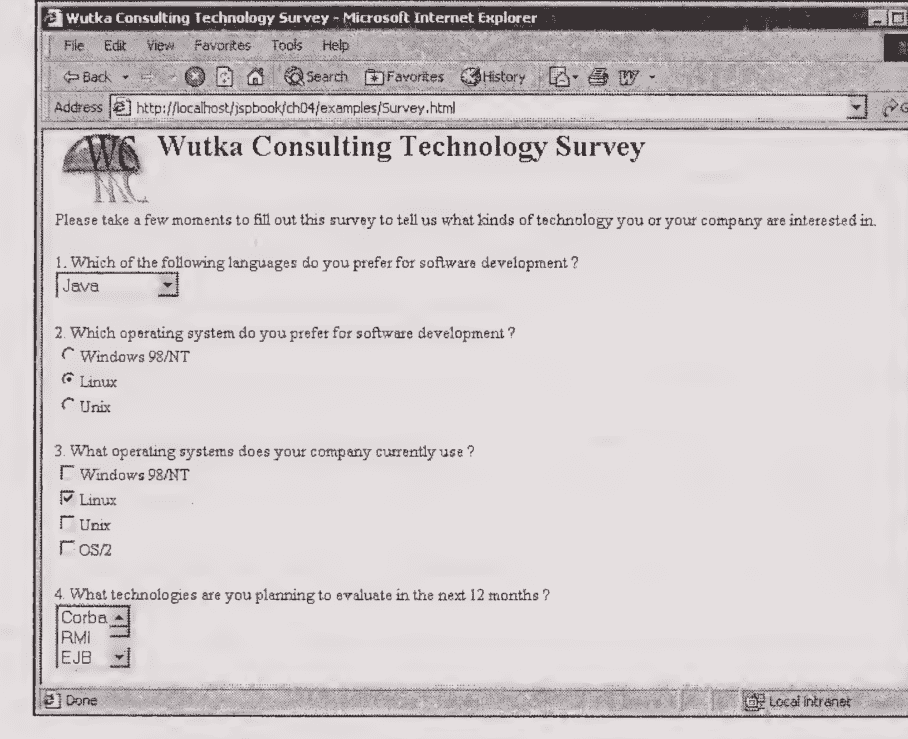 Wutka Consulting Technology Survey - Microsoft Internet Explorer
File Edit View Favorites Tools Help
Back Search Favorites History
Address http://localhost/jspbook/ch04/examples/Survey.html
WC Wutka Consulting Technology Survey
Please take a few moments to fill out this survey to tell us what kinds of technology you or your company are interested in.
1. Which of the following languages do you prefer for software development?
Java
2. Which operating system do you prefer for software development?
Windows 98/NT
Linux
Unix
3. What operating systems does your company currently use?
Windows 98/NT
Linux
Unix
OS/2
4. What technologies are you planning to evaluate in the next 12 months?
Corba
RMI
EJB
Done Local intranet